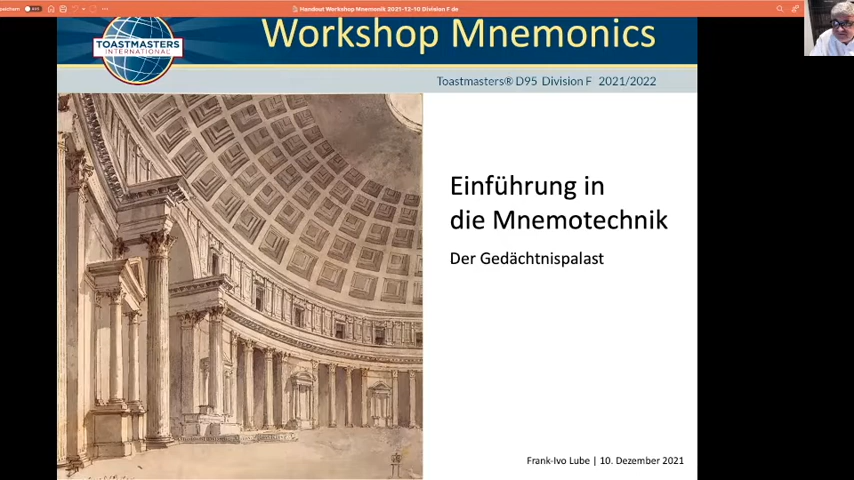 Handout Workshop Mnemonik 2021-12-10 Division F de
TOASTMASTERS
INTERNATIONAL
Workshop Mnemonics
Toastmasters® D95 Division F 2021/2022
Einführung in
die Mnemotechnik
Der Gedächtnispalast
Frank-Ivo Lube | 10. Dezember 2021